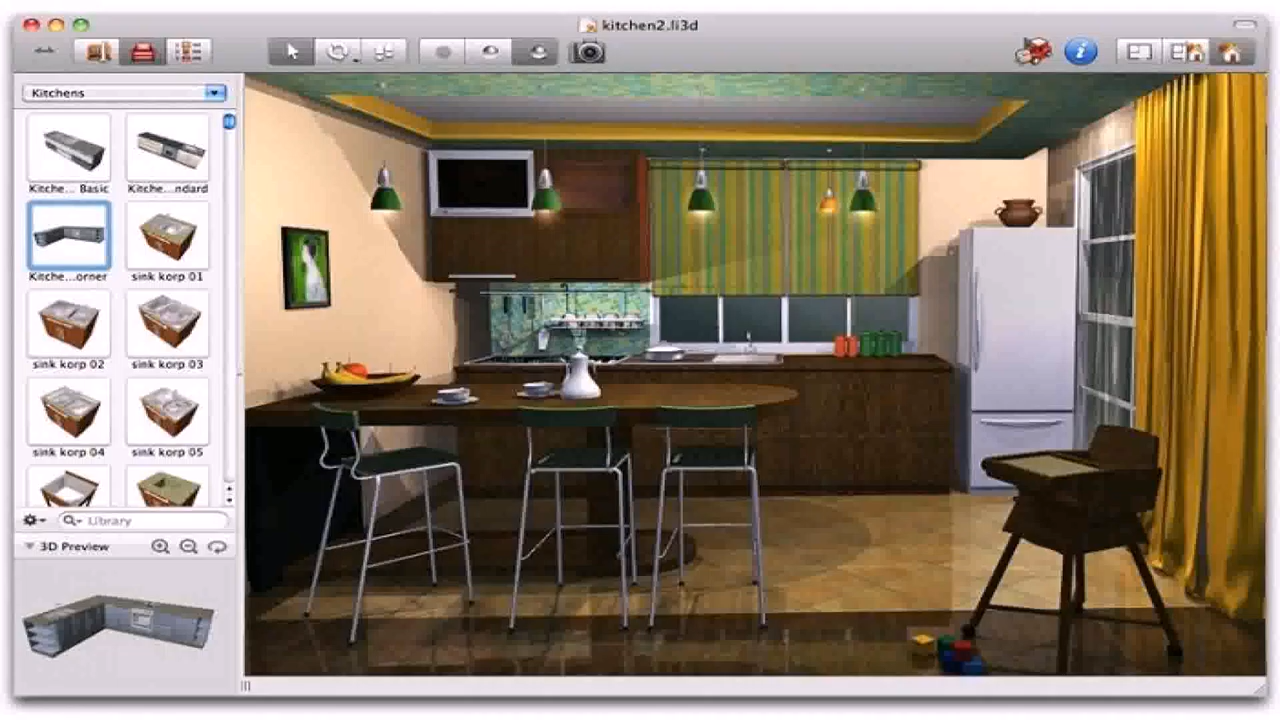 kitchen2.li3d
Kitchens
Kitche... Basic
Kitche...ndard
Kitche...orner
sink korp 01
sink korp 02
sink korp 03
sink korp 04
sink korp 05
Library
3D Preview